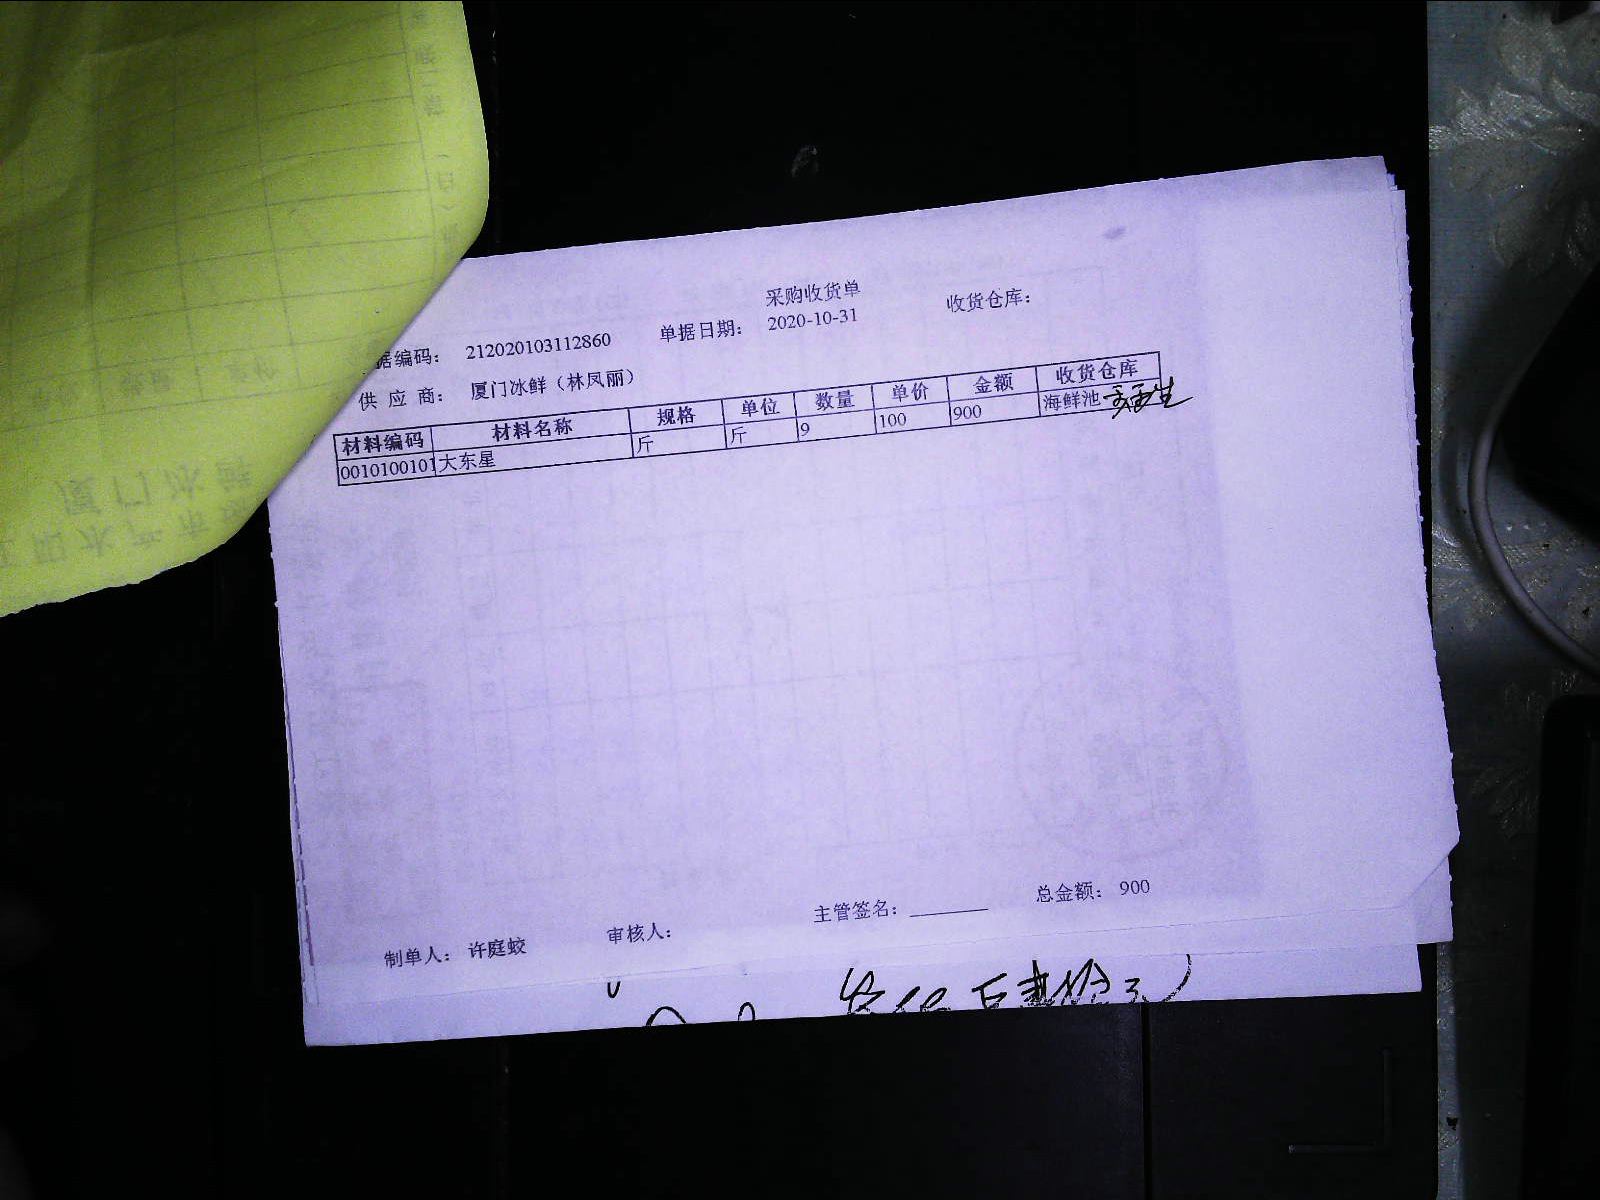 采购收货单
据编码： 212020103112860 单据日期： 2020-10-31 收货仓库：
供 应 商： 厦门冰鲜（林凤丽）
材料编码 材料名称 规格 单位 数量 单价 金额 收货仓库
0010100101 大东星 斤 斤 9 100 900 海鲜池
制单人： 许庭蛟 审核人： 主管签名： 总金额： 900
厦门冰鲜